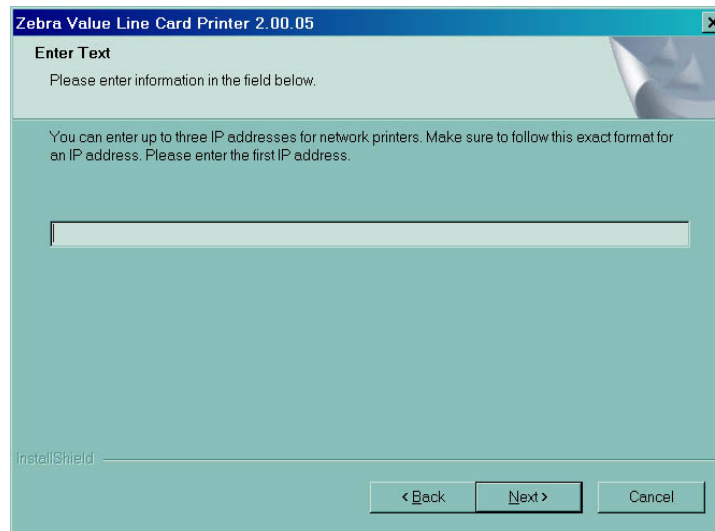 Zebra Value Line Card Printer 2.00.05
Enter Text
Please enter information in the field below.
You can enter up to three IP addresses for network printers. Make sure to follow this exact format for
an IP address. Please enter the first IP address.
InstallShield
< Back Next > Cancel